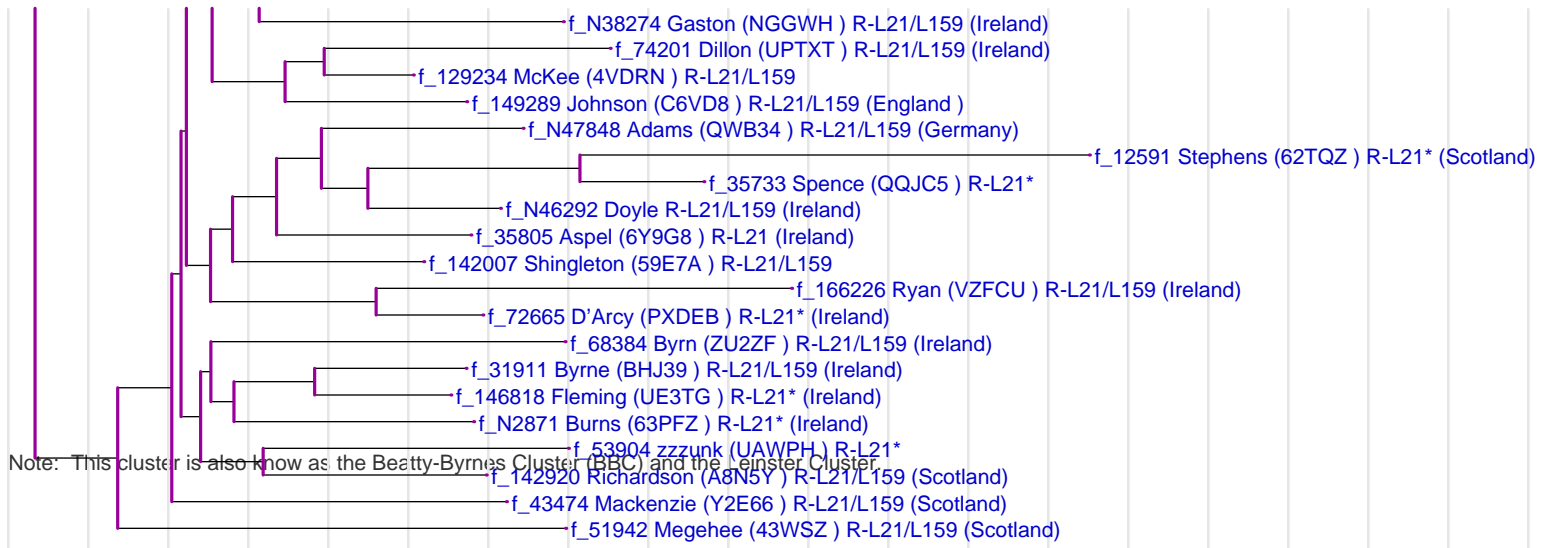 f_N38274 Gaston (NGGWH ) R-L21/L159 (Ireland)
f_74201 Dillon (UPTXT ) R-L21/L159 (Ireland)
f_129234 McKee (4VDRN ) R-L21/L159
f_149289 Johnson (C6VD8 ) R-L21/L159 (England )
f_N47848 Adams (QWB34 ) R-L21/L159 (Germany)
f_12591 Stephens (62TQZ ) R-L21* (Scotland)
f_35733 Spence (QQJC5 ) R-L21*
f_N46292 Doyle R-L21/L159 (Ireland)
f_35805 Aspel (6Y9G8 ) R-L21 (Ireland)
f_142007 Shingleton (59E7A ) R-L21/L159
f_166226 Ryan (VZFCU ) R-L21/L159 (Ireland)
f_72665 D'Arcy (PXDEB ) R-L21* (Ireland)
f_68384 Byrn (ZU2ZF ) R-L21/L159 (Ireland)
f_31911 Byrne (BHJ39 ) R-L21/L159 (Ireland)
f_146818 Fleming (UE3TG ) R-L21* (Ireland)
f_N2871 Burns (63PFZ ) R-L21* (Ireland)
f_53904 zzzunk (UAWPH ) R-L21*
Note: This cluster is also know as the Beatty-Byrnes Cluster (BBC) and the Leinster Cluster.
f_142920 Richardson (A8N5Y ) R-L21/L159 (Scotland)
f_43474 Mackenzie (Y2E66 ) R-L21/L159 (Scotland)
f_51942 Megehee (43WSZ ) R-L21/L159 (Scotland)